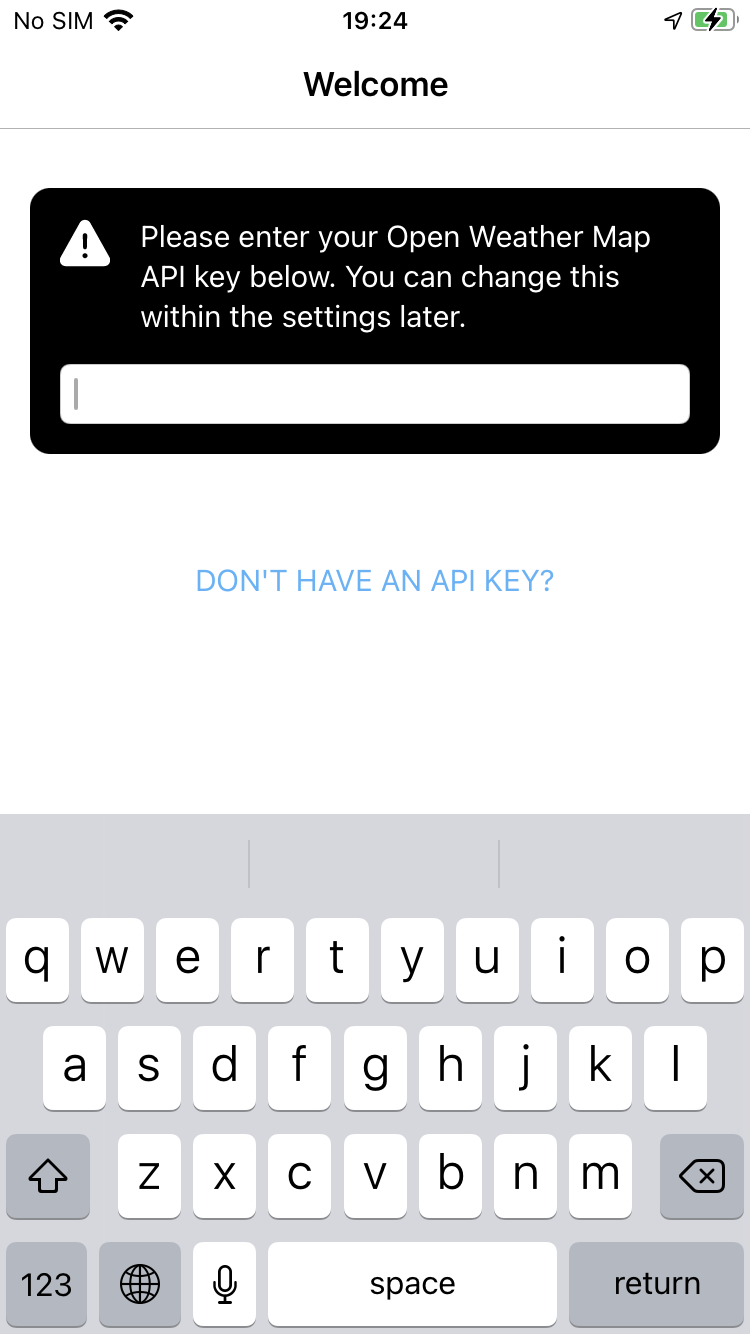 No SIM 19:24
Welcome
Please enter your Open Weather Map
API key below. You can change this
within the settings later.
DON'T HAVE AN API KEY?
q w e r t y u i o p
a s d f g h j k l
z x c v b n m
123 space return